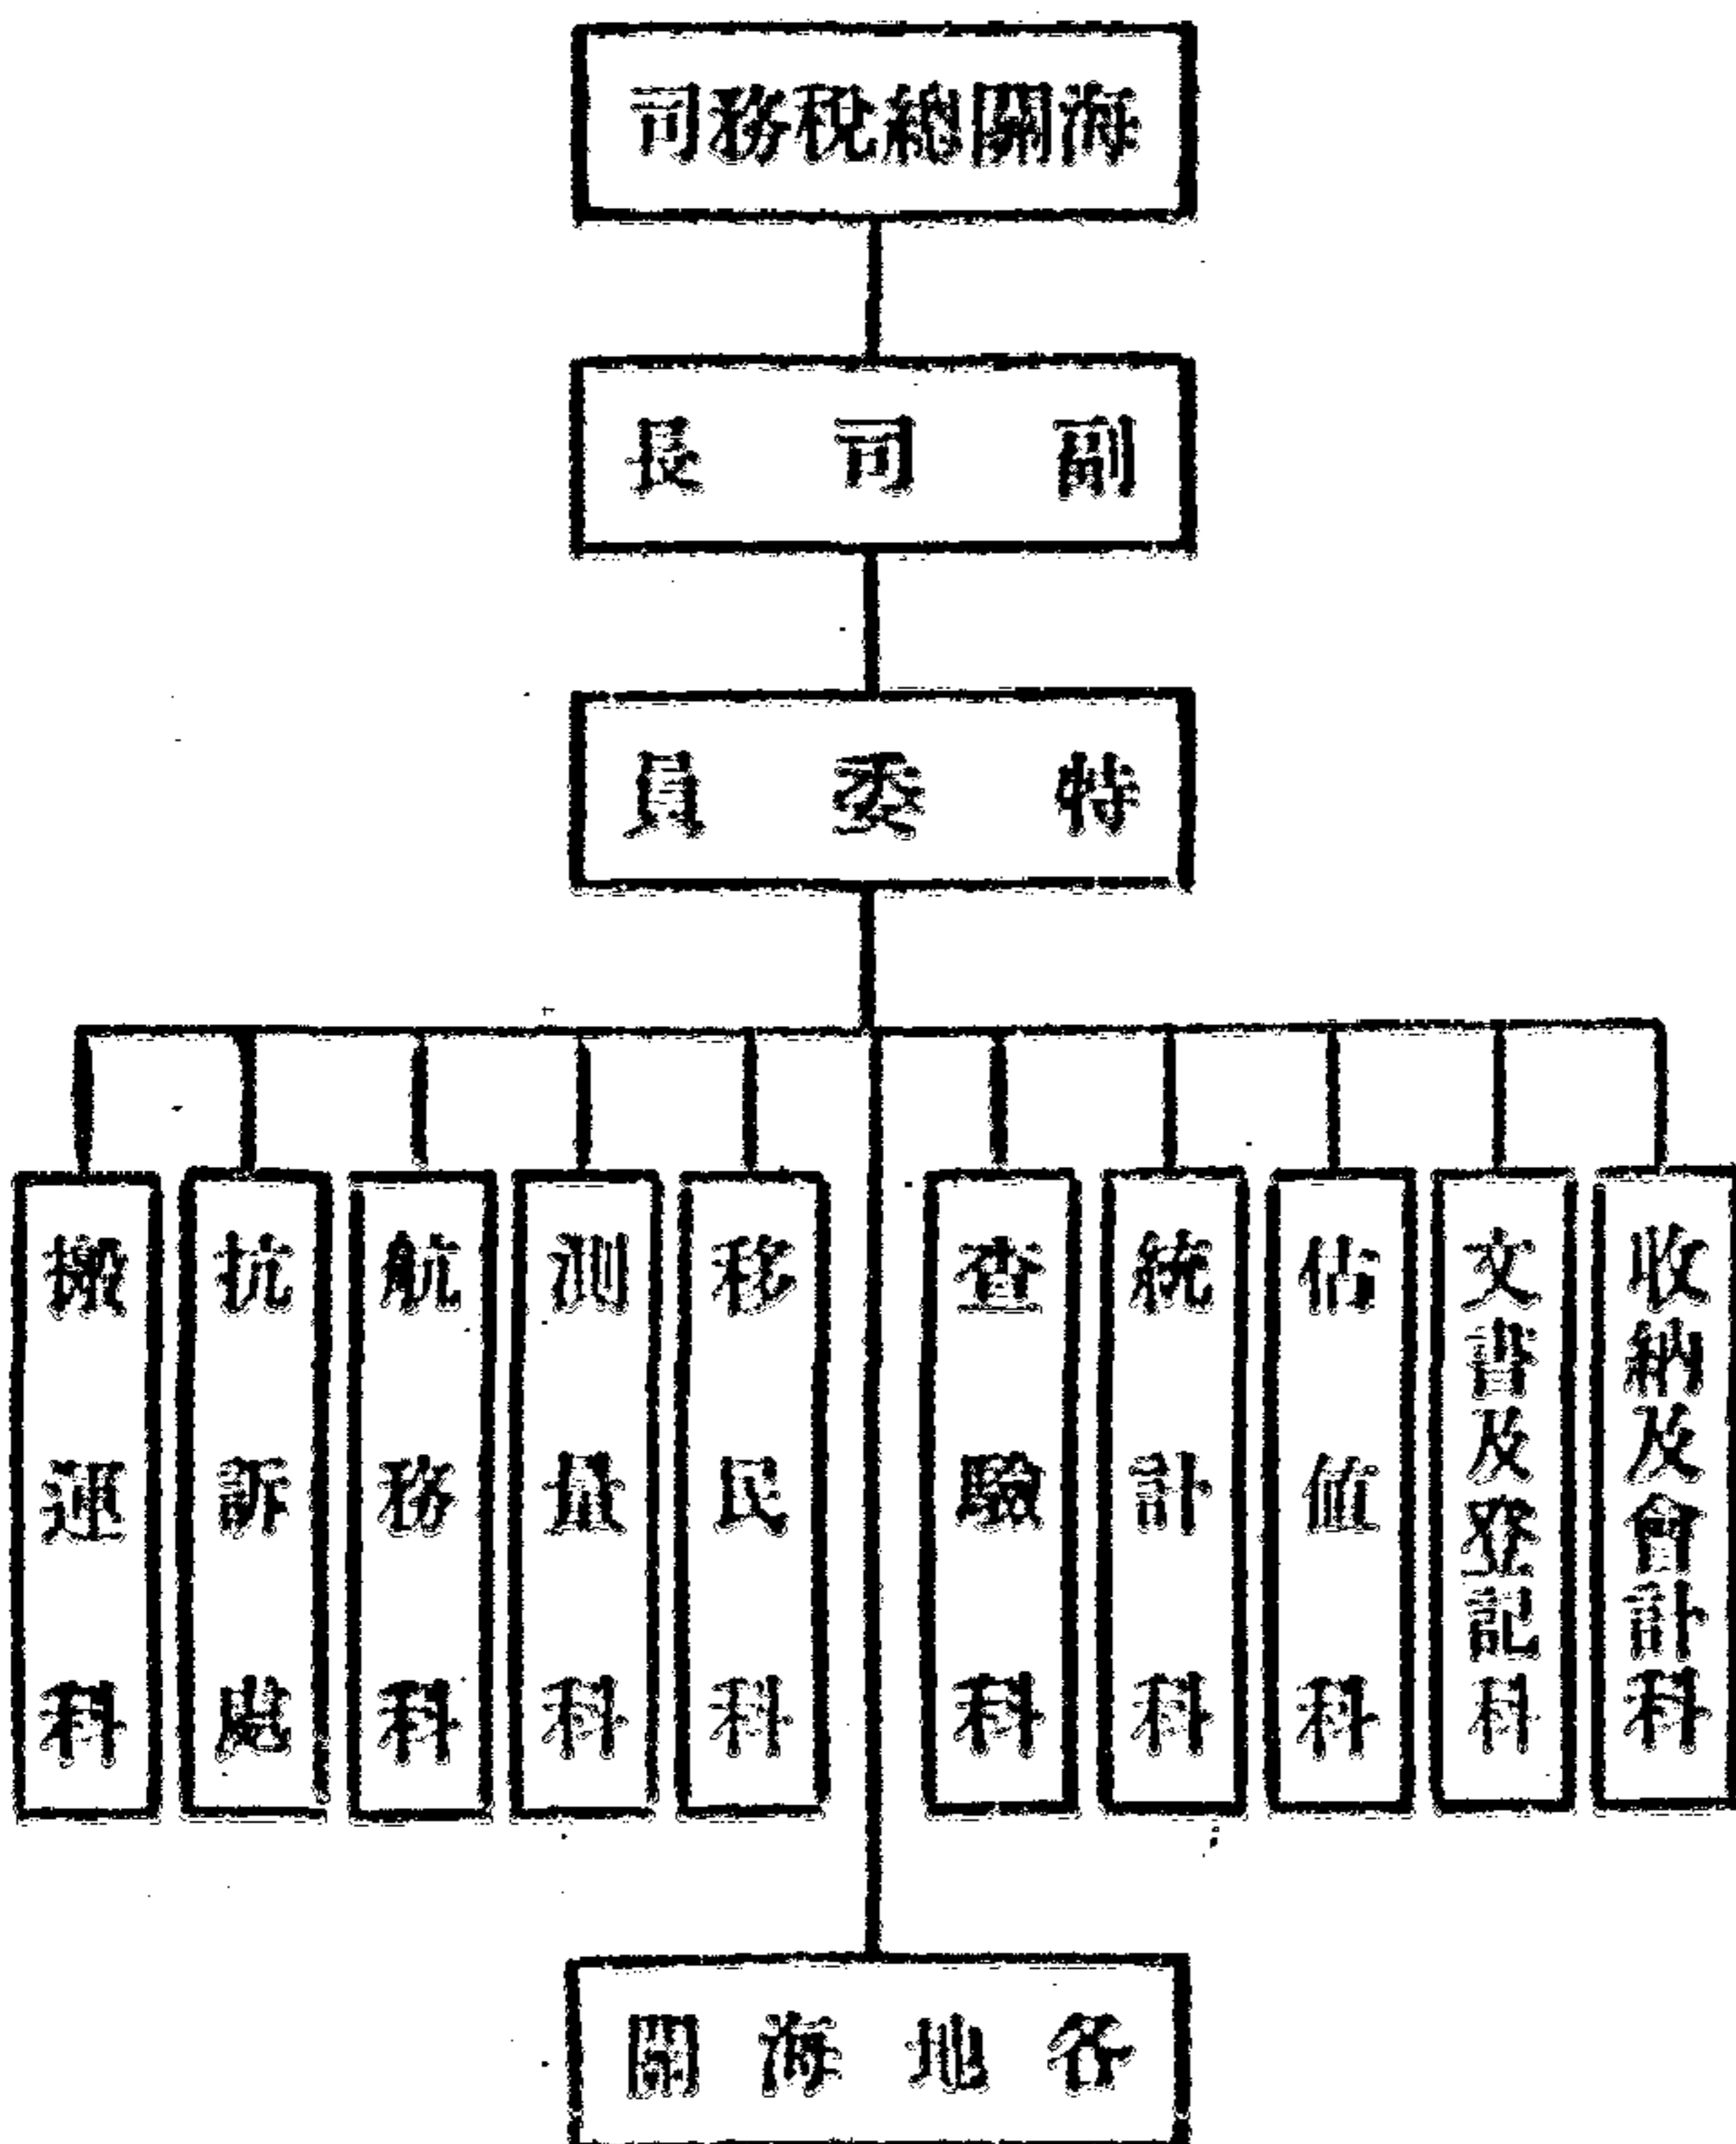 海關總稅務司
副司長
特委員
收納及會計科
文書及登記科
估值科
統計科
查驗科
移民科
測量科
航務科
抗訴處
搬運科
各地海關